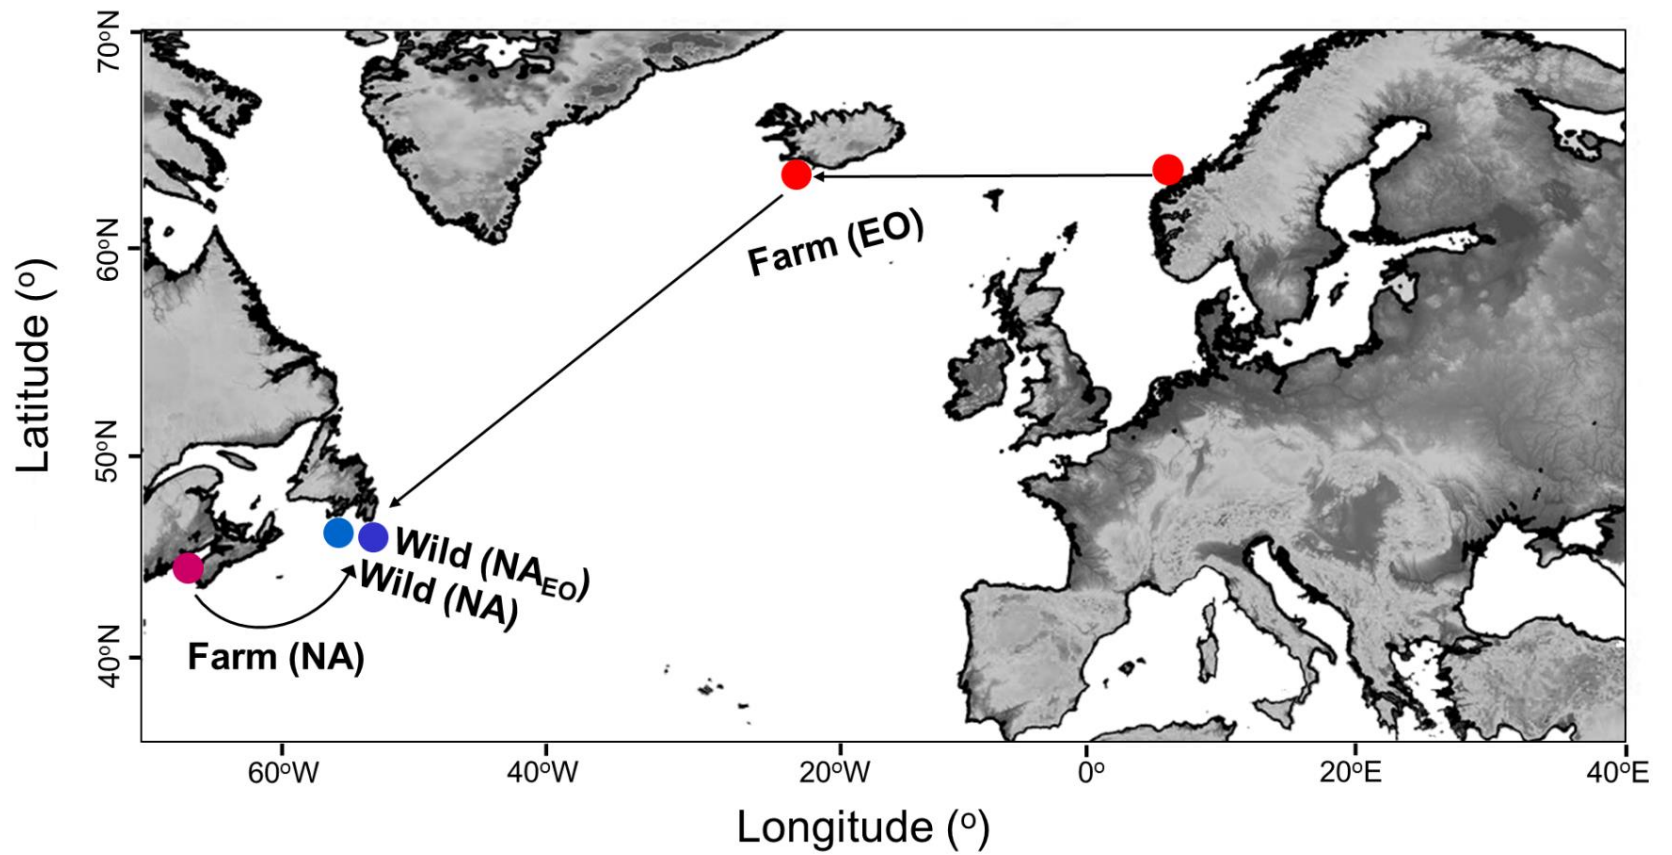 70°N
60°N
50°N
40°N
Latitude (°)
Farm (EO)
Wild (NA_EO)
Wild (NA)
Farm (NA)
60°W
40°W
20°W
0°
20°E
40°E
Longitude (°)